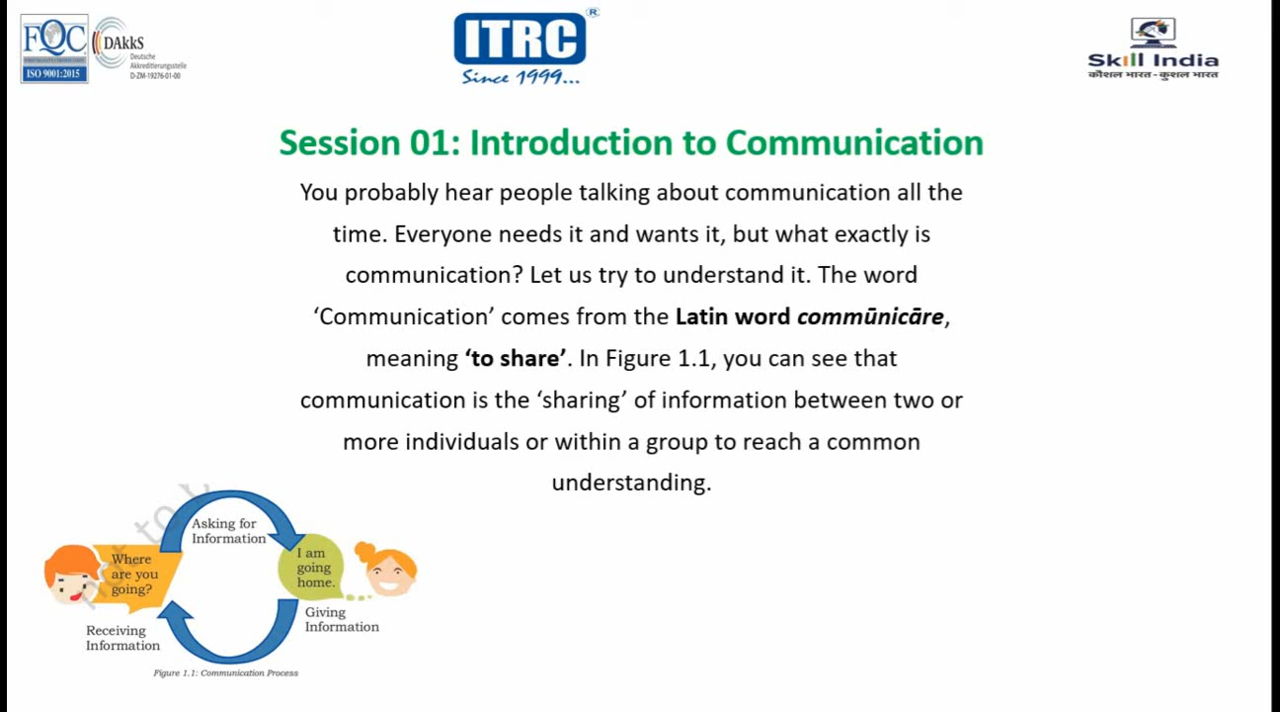 FQC
ISO 9001:2015
DAkkS
Deutsche
Akkreditierungsstelle
D-ZM-19276-01-00
ITRC
®
Since 1999...
Skill India
कौशल भारत - कुशल भारत
Session 01: Introduction to Communication
You probably hear people talking about communication all the
time. Everyone needs it and wants it, but what exactly is
communication? Let us try to understand it. The word
‘Communication’ comes from the Latin word commūnicāre,
meaning ‘to share’. In Figure 1.1, you can see that
communication is the ‘sharing’ of information between two or
more individuals or within a group to reach a common
understanding.
Asking for
Information
Where
are you
going?
I am
going
home.
Giving
Information
Receiving
Information
Figure 1.1: Communication Process